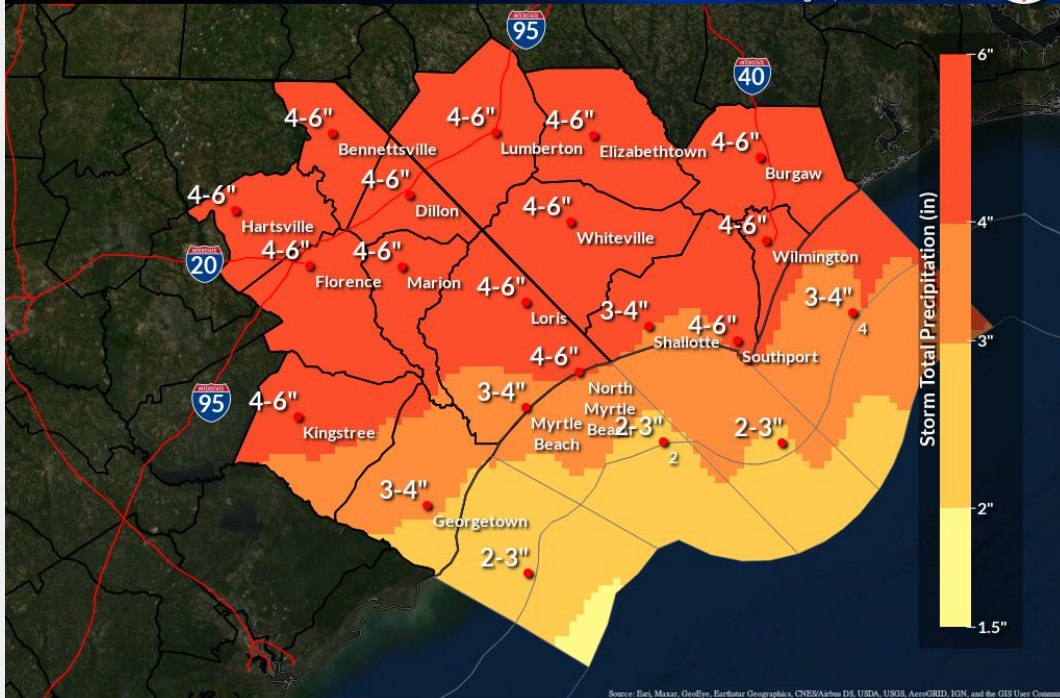 INTERSTATE
95
INTERSTATE
40
6"
4-6"
Bennettsville
4-6"
Lumberton
4-6"
Elizabethtown
4-6"
Burgaw
4-6"
Hartsville
4-6"
Dillon
4-6"
Whiteville
4-6"
Wilmington
4"
INTERSTATE
20
4-6"
Florence
4-6"
Marion
4-6"
Loris
3-4"
Shallotte
4-6"
Southport
3-4"
4
3"
Storm Total Precipitation (in)
INTERSTATE
95
4-6"
Kingstree
3-4"
Myrtle
Beach
4-6"
North
Myrtle
Beach
2-3"
2
2-3"
3-4"
Georgetown
2"
2-3"
1.5"
Source: Esri, Maxar, GeoEye, Earthstar Geographics, CNES/Airbus DS, USDA, USGS, AeroGRID, IGN, and the GIS User Commu